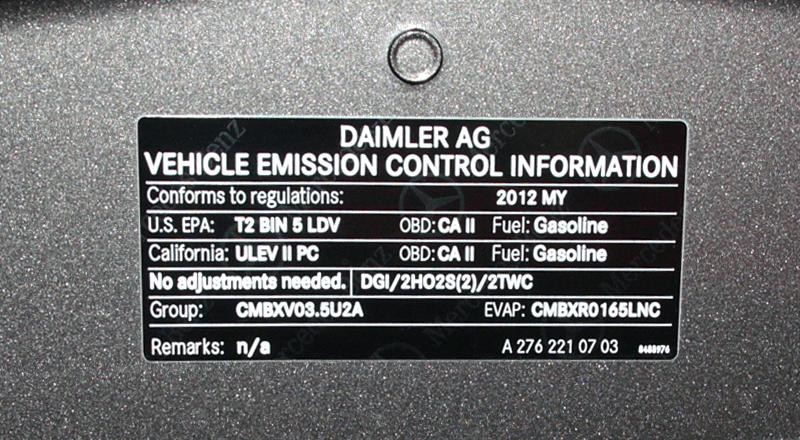 DAIMLER AG
VEHICLE EMISSION CONTROL INFORMATION
Conforms to regulations: 2012 MY
U.S. EPA: T2 BIN 5 LDV OBD: CA II Fuel: Gasoline
California: ULEV II PC OBD: CA II Fuel: Gasoline
No adjustments needed. DGI/2HO2S(2)/2TWC
Group: CMBXV03.5U2A EVAP: CMBXR0165LNC
Remarks: n/a A 276 221 07 03 8488976